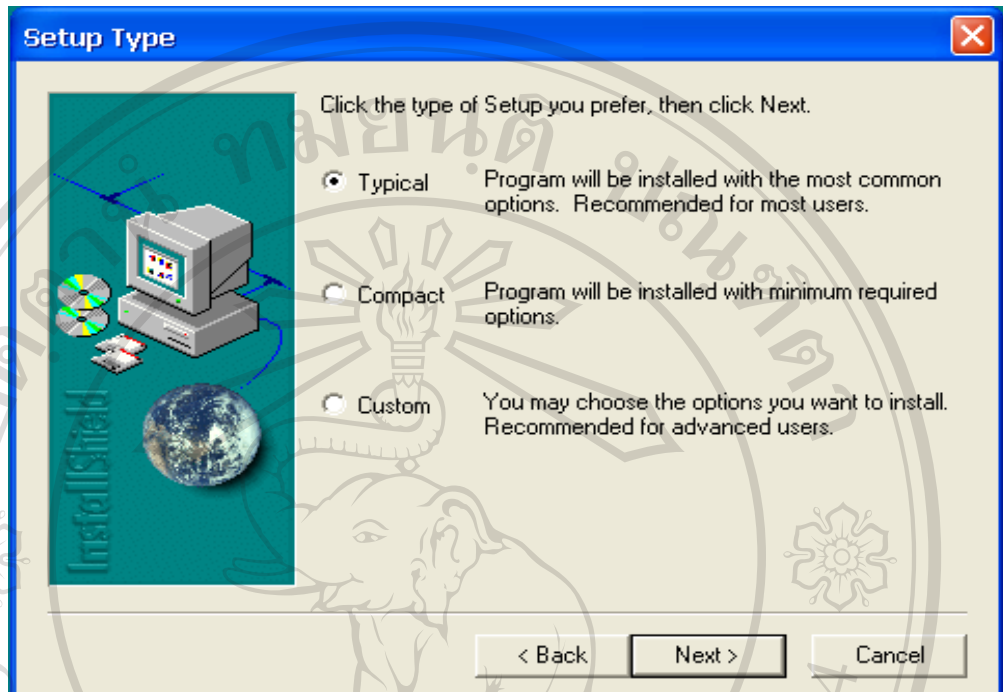 Setup Type
Click the type of Setup you prefer, then click Next.
Typical
Program will be installed with the most common
options. Recommended for most users.
Compact
Program will be installed with minimum required
options.
Custom
You may choose the options you want to install.
Recommended for advanced users.
InstallShield
< Back
Next >
Cancel